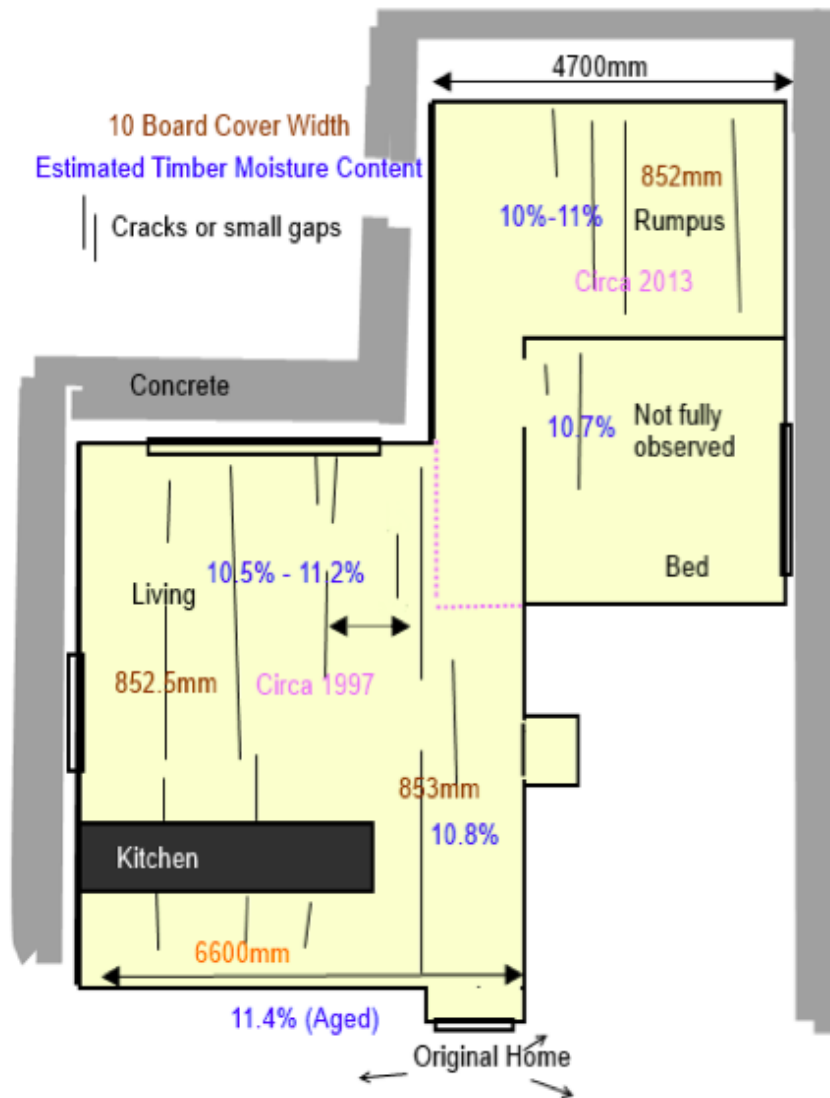 4700mm
10 Board Cover Width
Estimated Timber Moisture Content
Cracks or small gaps
852mm
10%-11%
Rumpus
Circa 2013
Concrete
10.7%
Not fully
observed
Bed
10.5% - 11.2%
Living
852.5mm
Circa 1997
853mm
10.8%
Kitchen
6600mm
11.4% (Aged)
Original Home